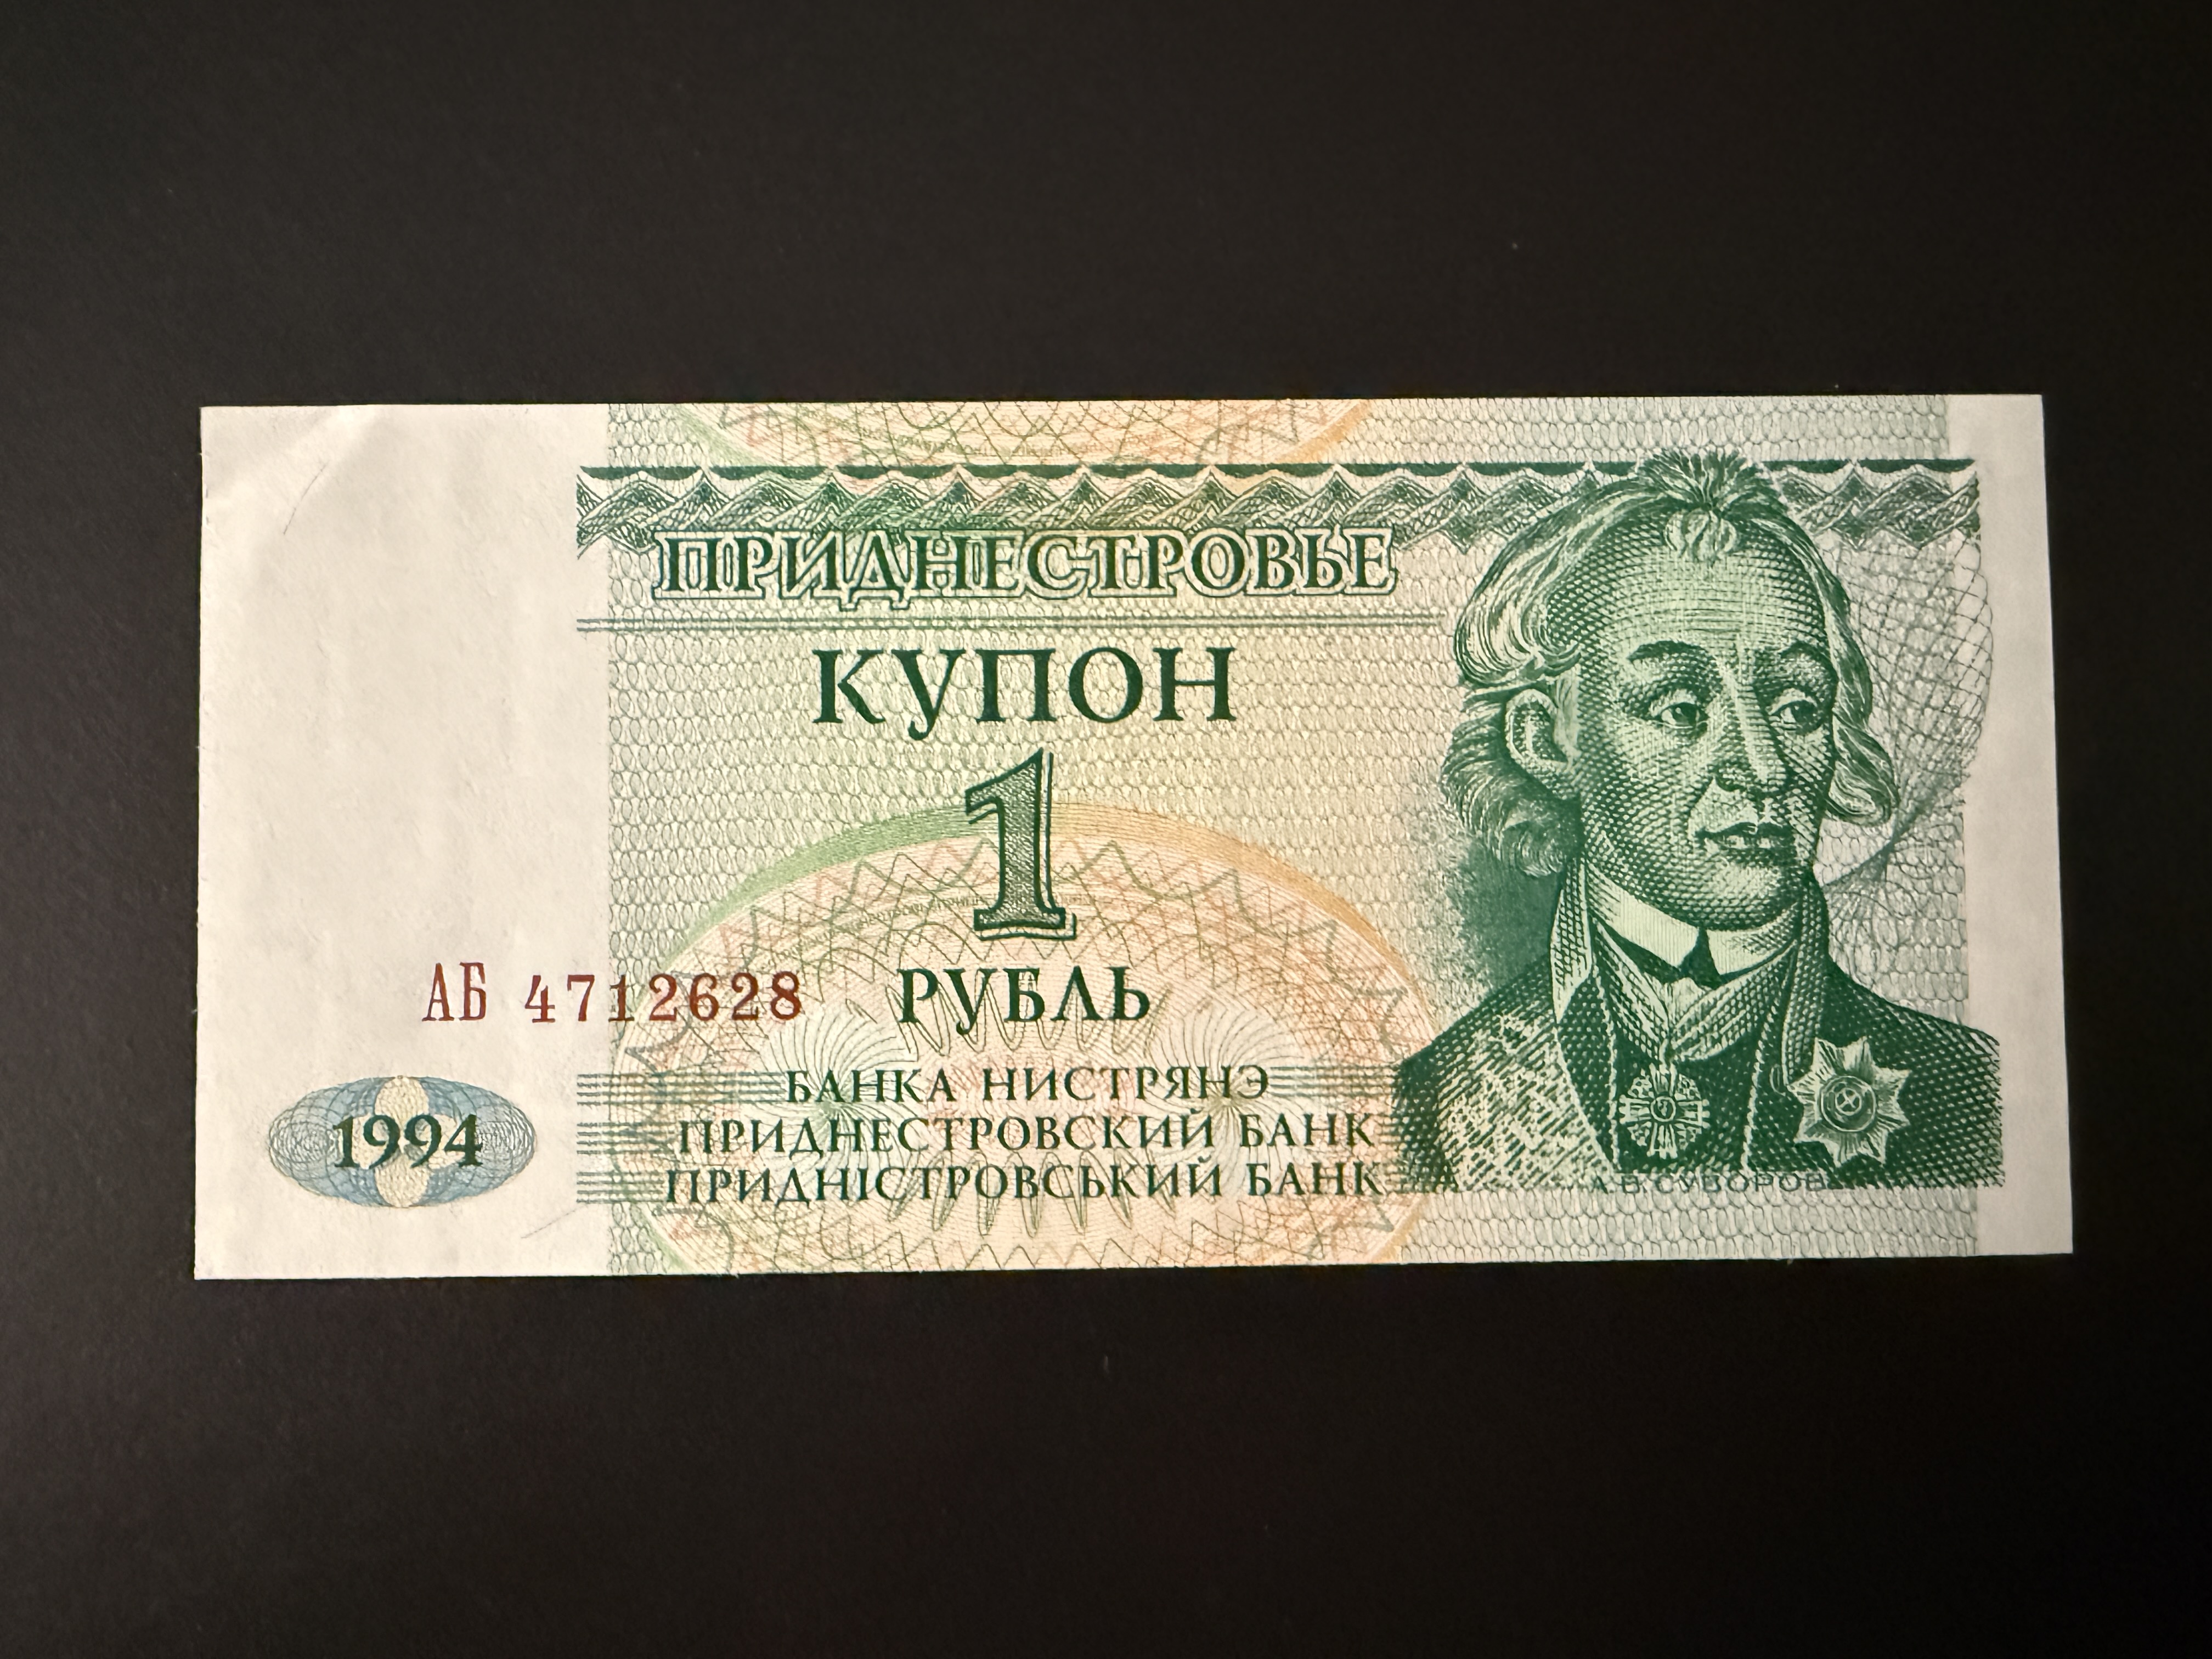 ПРИДНЕСТРОВЬЕ
КУПОН
1
РУБЛЬ
АБ 4712628
БАНКА НИСТРЯНЭ
ПРИДНЕСТРОВСКИЙ БАНК
ПРИДНІСТРОВСЬКИЙ БАНК
1994
А.В.СУВОРОВ